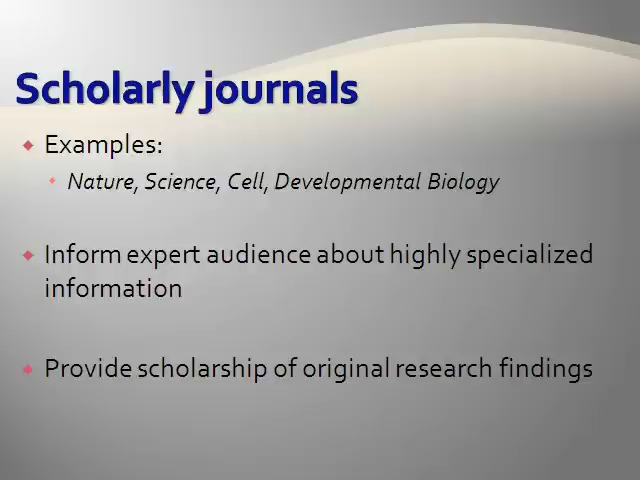 Scholarly journals
Examples:
Nature, Science, Cell, Developmental Biology
Inform expert audience about highly specialized
information
Provide scholarship of original research findings